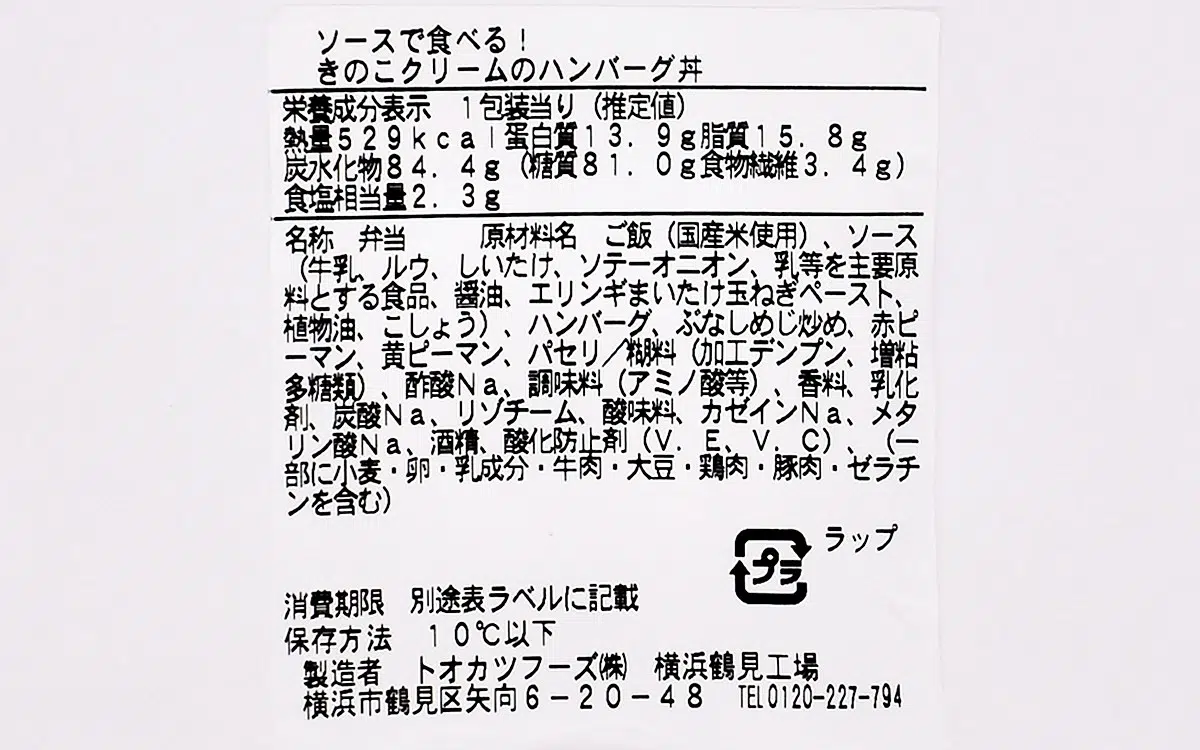 ソースで食べる!
きのこクリームのハンバーグ丼
栄養成分表示 1包装当り(推定値)
熱量529kcal蛋白質13.9g脂質15.8g
炭水化物84.4g(糖質81.0g食物繊維3.4g)
食塩相当量2.3g
名称 弁当 原材料名 ご飯(国産米使用)、ソース
(牛乳、ルウ、しいたけ、ソテーオニオン、乳等を主要原
料とする食品、醤油、エリンギまいたけ玉ねぎペースト、
植物油、こしょう)、ハンバーグ、ぶなしめじ炒め、赤ピ
ーマン、黄ピーマン、パセリ/糊料(加工デンプン、増粘
多糖類)、酢酸Na、調味料(アミノ酸等)、香料、乳化
剤、炭酸Na、リゾチーム、酸味料、カゼインNa、メタ
リン酸Na、酒精、酸化防止剤(V.E、V.C)、(一
部に小麦・卵・乳成分・牛肉・大豆・鶏肉・豚肉・ゼラチ
ンを含む)
プラ ラップ
消費期限 別途表ラベルに記載
保存方法 10℃以下
製造者 トオカツフーズ㈱ 横浜鶴見工場
横浜市鶴見区矢向6-20-48 TEL0120-227-794